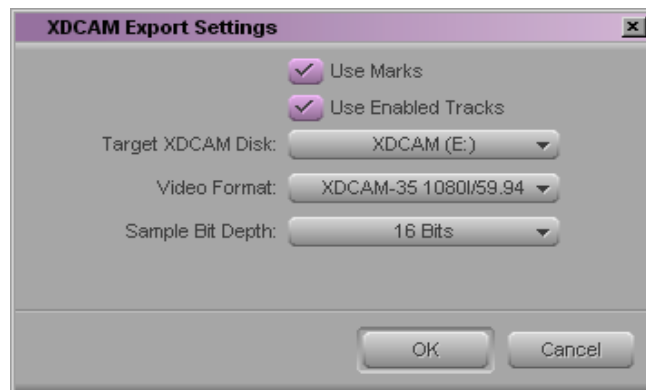 XDCAM Export Settings
Use Marks
Use Enabled Tracks
Target XDCAM Disk: XDCAM (E:)
Video Format: XDCAM-35 1080I/59.94
Sample Bit Depth: 16 Bits
OK Cancel